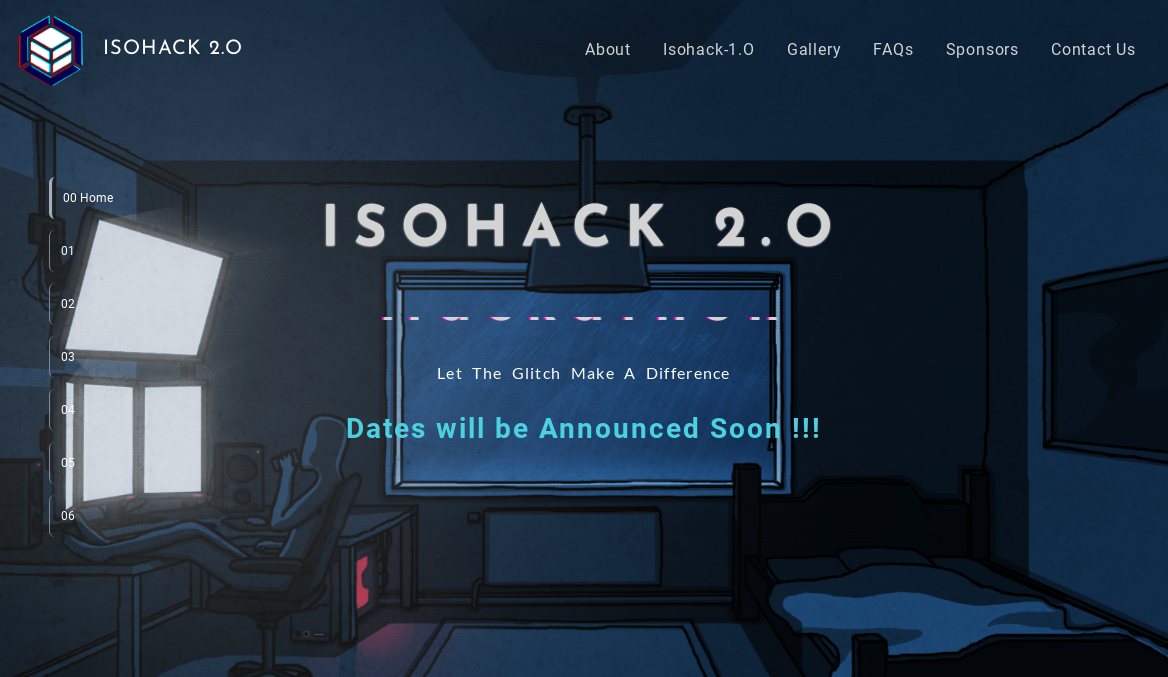 ISOHACK 2.O
About Isohack-1.O Gallery FAQs Sponsors Contact Us
00 Home
01
02
03
04
05
06
ISOHACK 2.O
Let The Glitch Make A Difference
Dates will be Announced Soon !!!